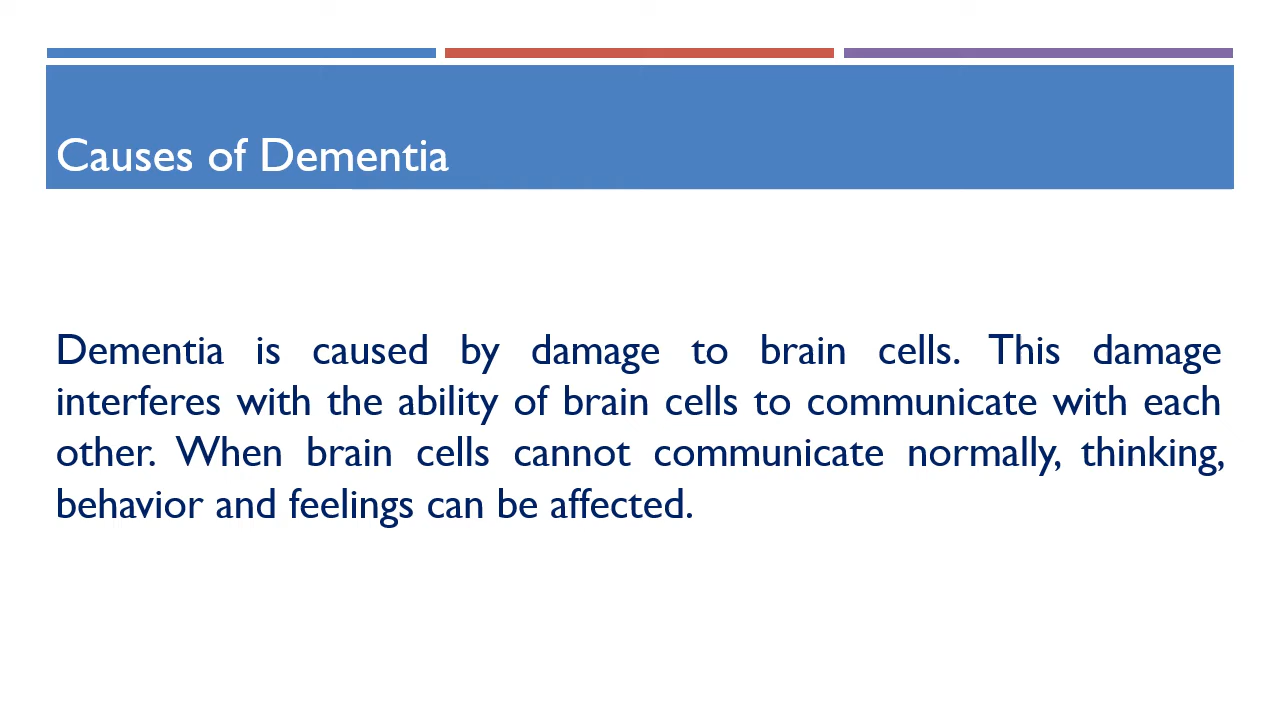 Causes of Dementia
Dementia is caused by damage to brain cells. This damage
interferes with the ability of brain cells to communicate with each
other. When brain cells cannot communicate normally, thinking,
behavior and feelings can be affected.